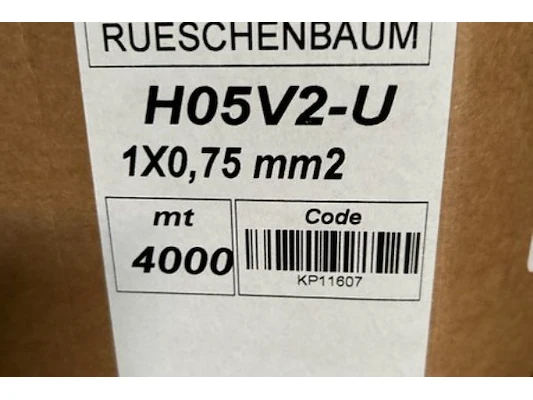 RUESCHENBAUM
H05V2-U
1X0,75 mm2
mt
4000
Code
KP11607